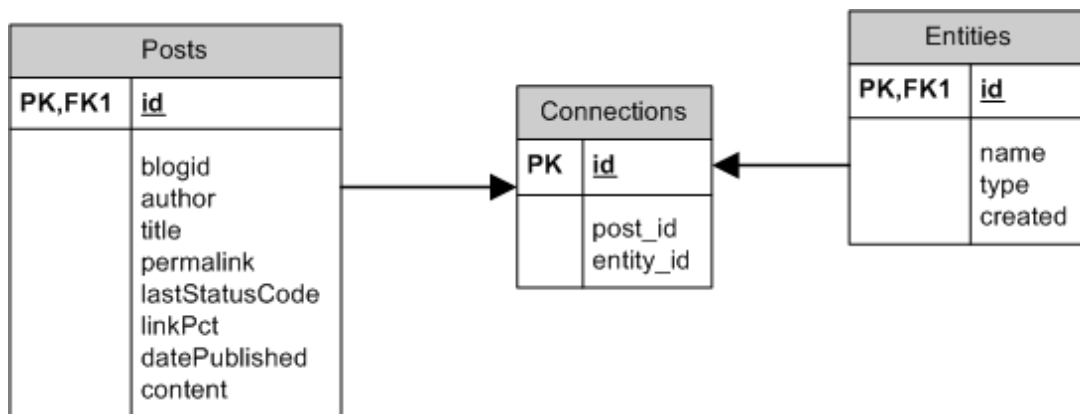 Posts
PK,FK1 id
blogid
author
title
permalink
lastStatusCode
linkPct
datePublished
content
Connections
PK id
post_id
entity_id
Entities
PK,FK1 id
name
type
created